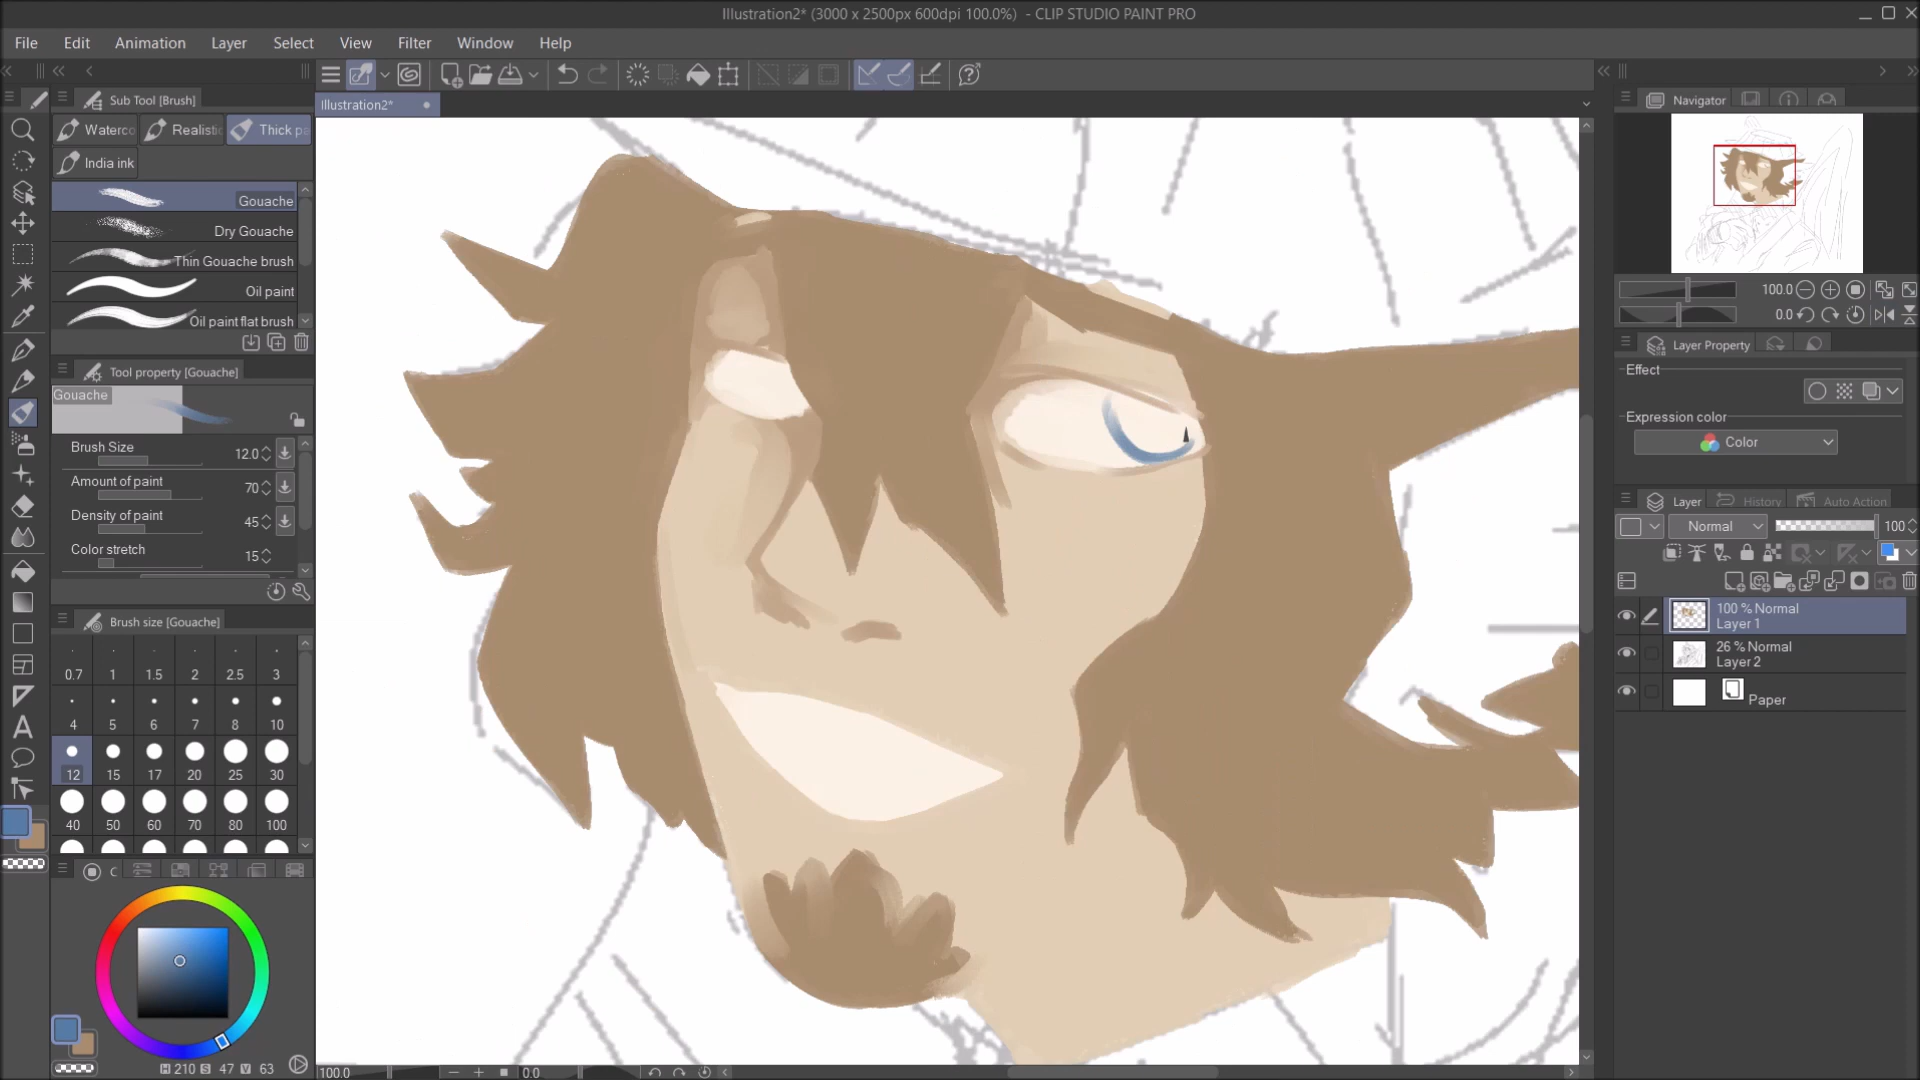 Illustration2* (3000 x 2500px 600dpi 100.0%) - CLIP STUDIO PAINT PRO
File Edit Animation Layer Select View Filter Window Help
Illustration2*
Sub Tool [Brush]
Waterco Realistic Thick pa
India ink
Gouache
Dry Gouache
Thin Gouache brush
Oil paint
Oil paint flat brush
Tool property [Gouache]
Gouache
Brush Size 12.0
Amount of paint 70
Density of paint 45
Color stretch 15
Brush size [Gouache]
0.7 1 1.5 2 2.5 3
4 5 6 7 8 10
12 15 17 20 25 30
40 50 60 70 80 100
C
H 210 S 47 V 63
100.0 0.0
Navigator
100.0
0.0
Layer Property
Effect
Expression color
Color
Layer History Auto Action
Normal 100
100 % Normal
Layer 1
26 % Normal
Layer 2
Paper